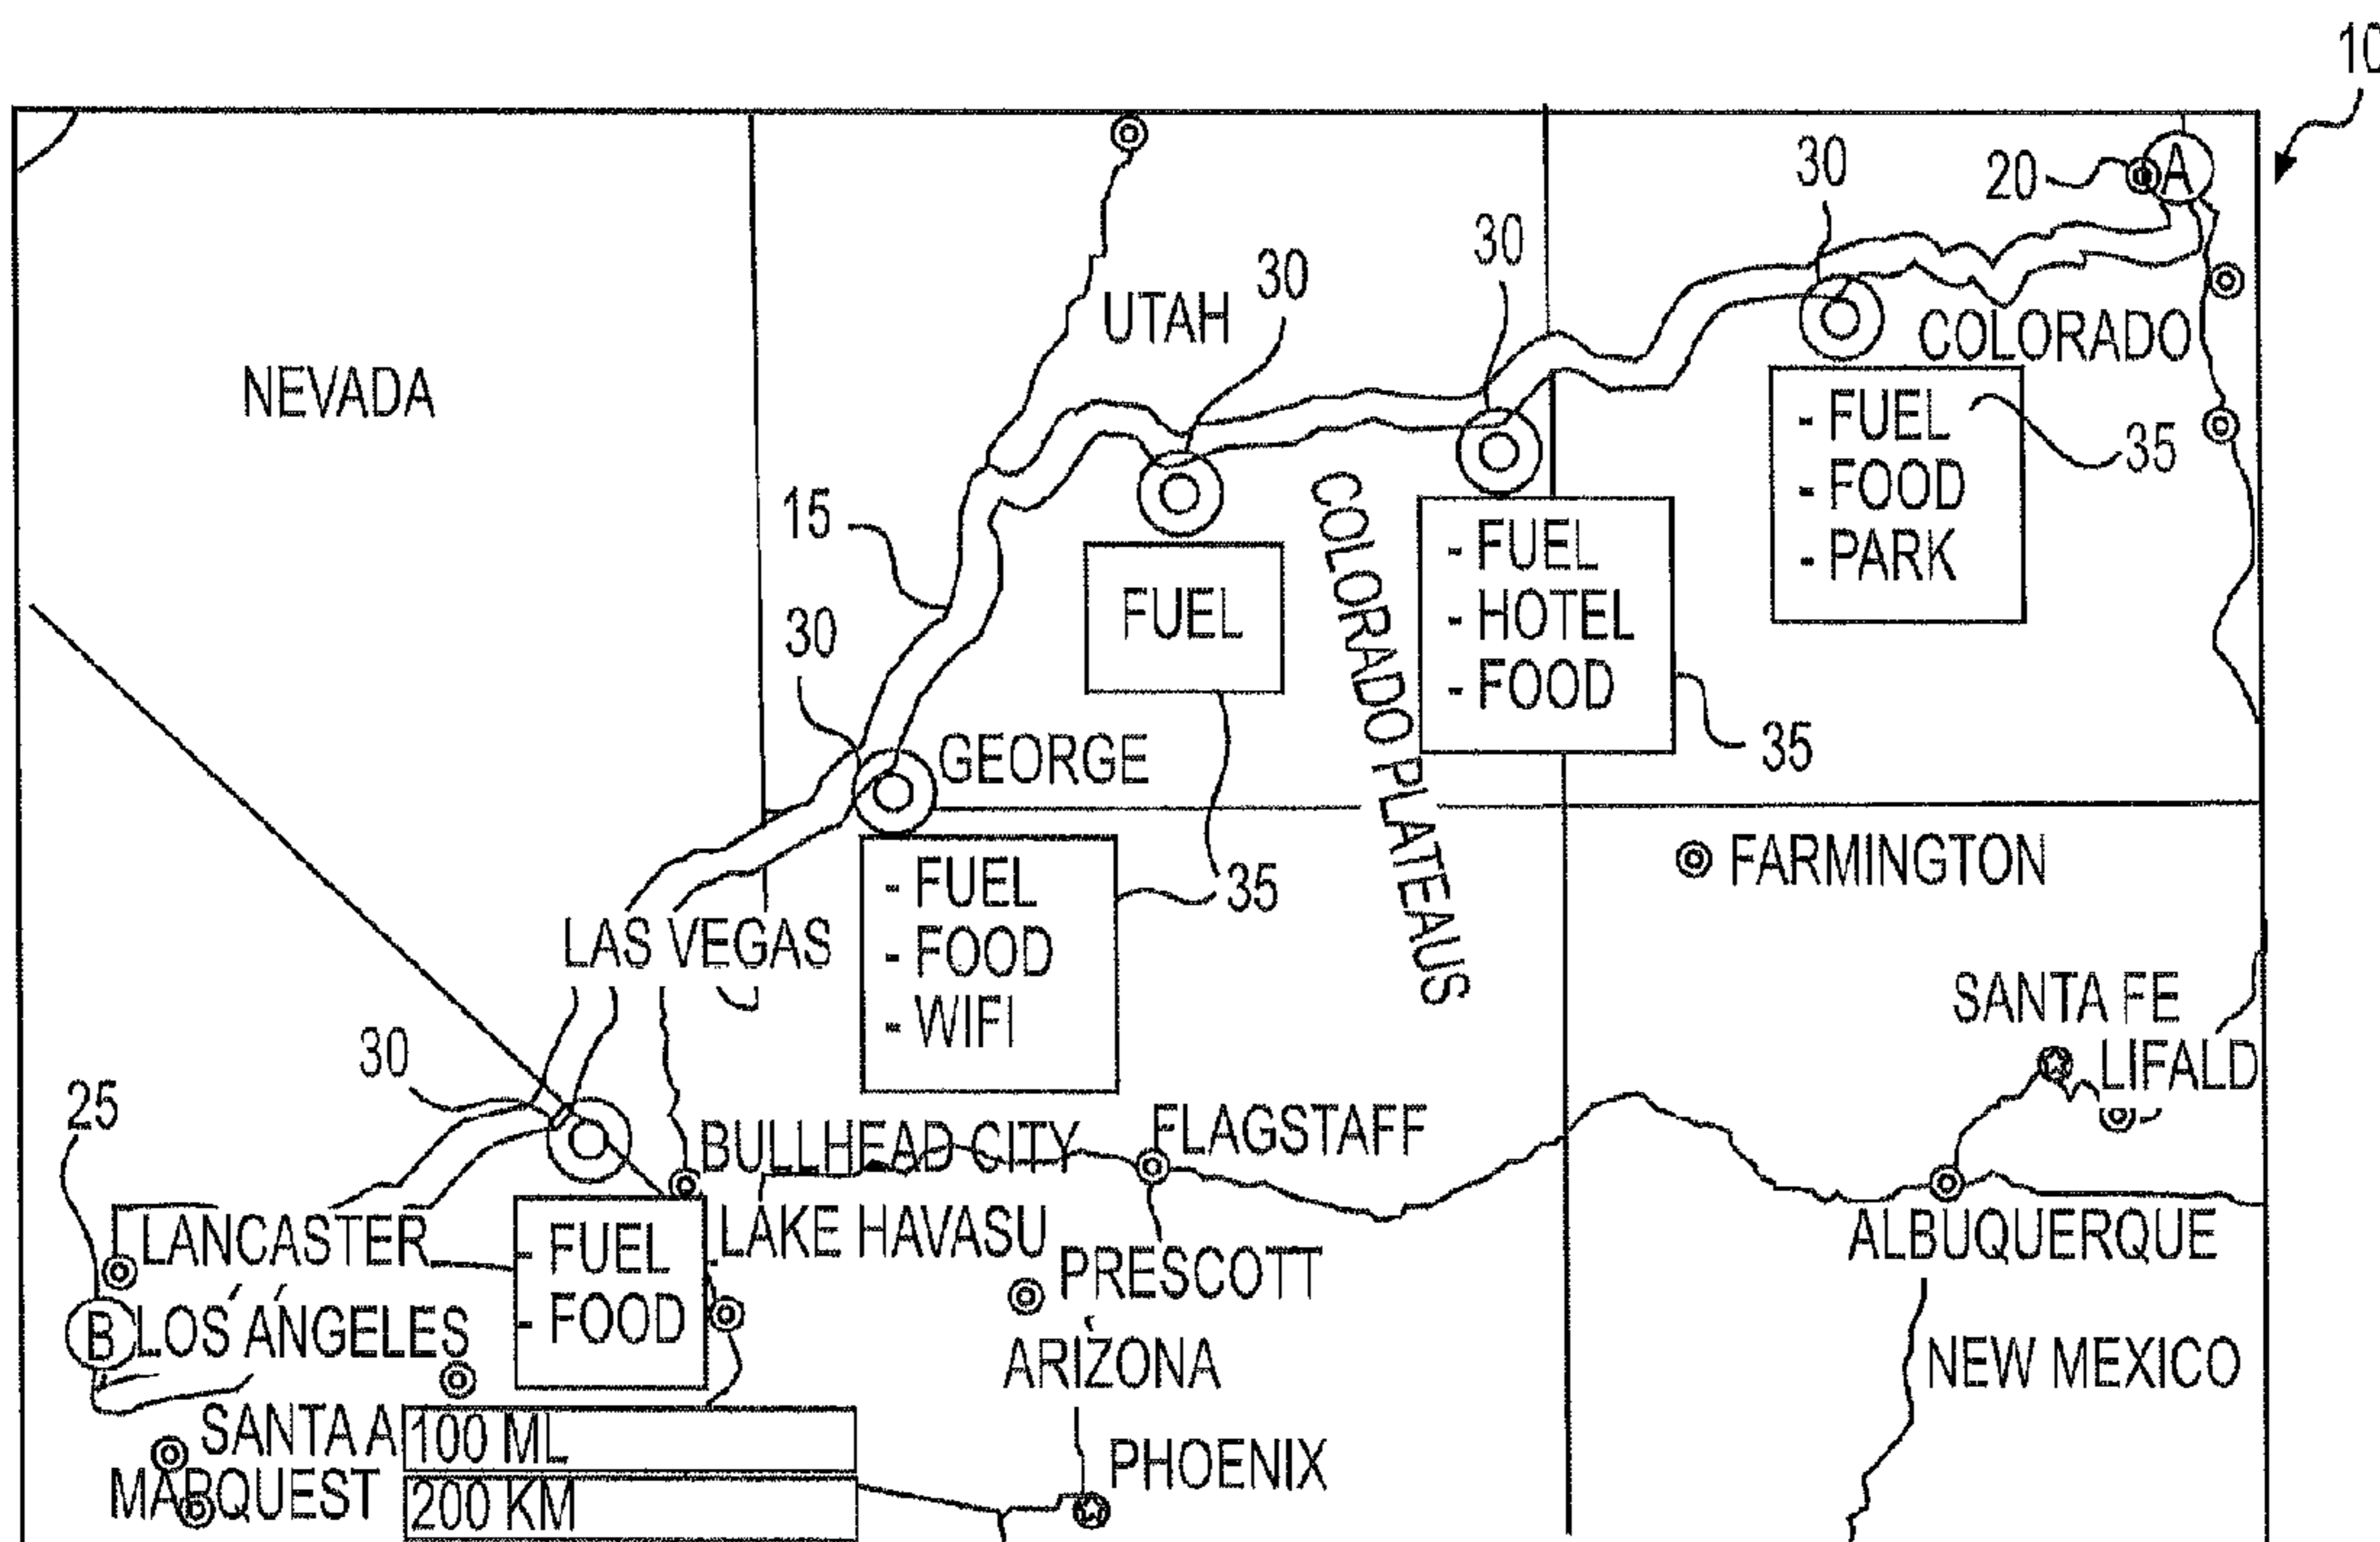 10
20
A
30
30
30
UTAH
COLORADO
NEVADA
- FUEL
- FOOD
- PARK
35
15
FUEL
COLORADO PLATEAUS
- FUEL
- HOTEL
- FOOD
35
30
GEORGE
- FUEL
- FOOD
- WIFI
35
FARMINGTON
LAS VEGAS
SANTA FE
LIFALD
30
25
BULLHEAD CITY
FLAGSTAFF
LANCASTER
- FUEL
- FOOD
LAKE HAVASU
PRESCOTT
ALBUQUERQUE
B
LOS ANGELES
ARIZONA
NEW MEXICO
SANTA A
100 ML
PHOENIX
MARQUEST
200 KM